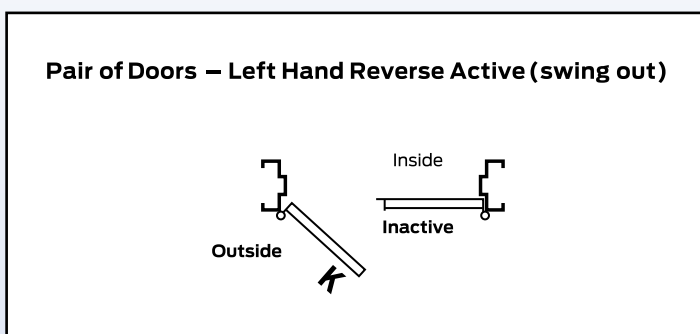 Pair of Doors – Left Hand Reverse Active (swing out)
Inside
Inactive
Outside
K